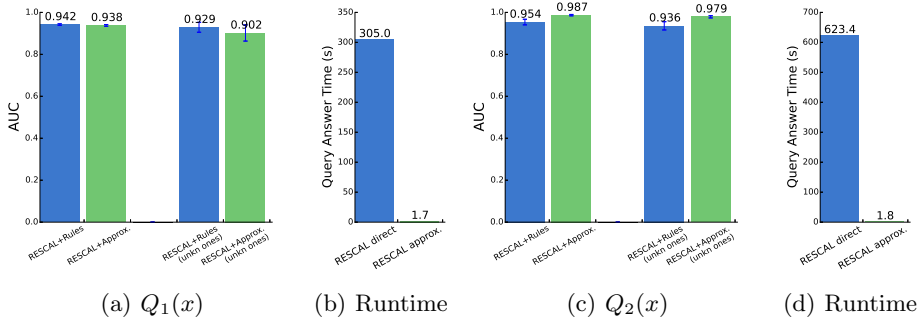 AUC
1.0
0.8
0.6
0.4
0.2
0.0
0.942
0.938
0.929
0.902
RESCAL+Rules
RESCAL+Approx.
RESCAL+Rules
(unkn ones)
RESCAL+Approx.
(unkn ones)
(a) Q₁(x)
Query Answer Time (s)
350
300
250
200
150
100
50
0
305.0
1.7
RESCAL direct
RESCAL approx.
(b) Runtime
AUC
1.0
0.8
0.6
0.4
0.2
0.0
0.954
0.987
0.936
0.979
RESCAL+Rules
RESCAL+Approx.
RESCAL+Rules
(unkn ones)
RESCAL+Approx.
(unkn ones)
(c) Q₂(x)
Query Answer Time (s)
700
600
500
400
300
200
100
0
623.4
1.8
RESCAL direct
RESCAL approx.
(d) Runtime